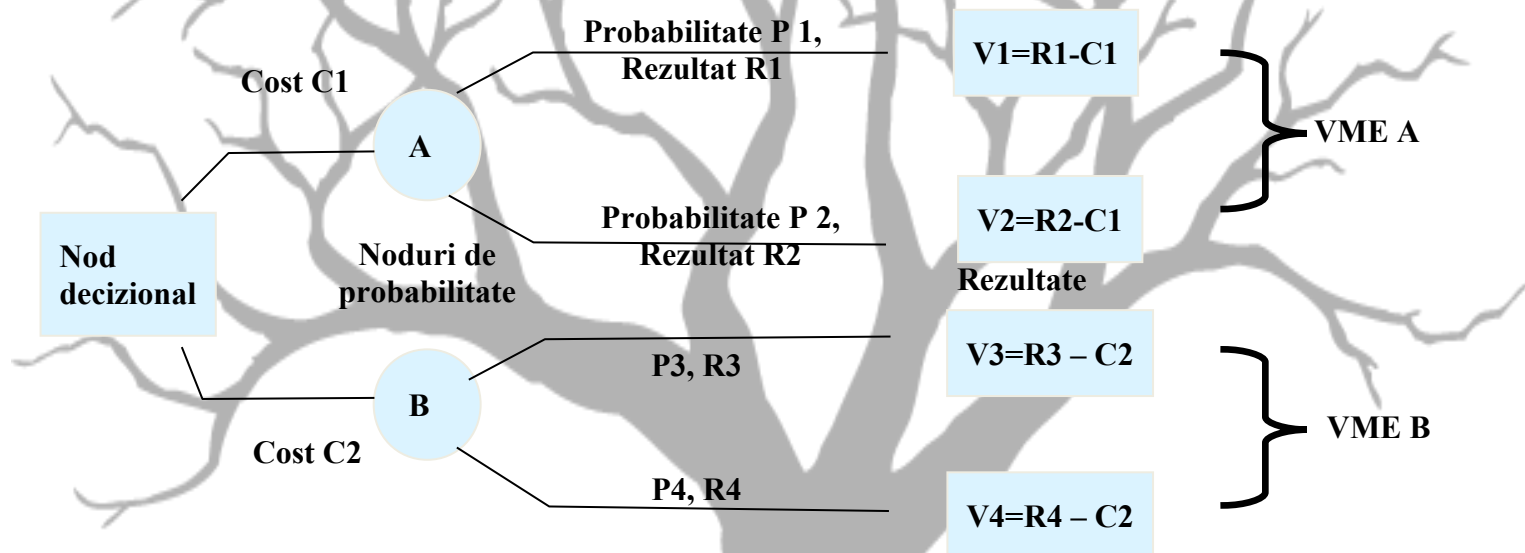 Probabilitate P 1,
Rezultat R1
V1=R1-C1
Cost C1
A
VME A
Probabilitate P 2,
Rezultat R2
V2=R2-C1
Nod
decizional
Noduri de
probabilitate
Rezultate
P3, R3
V3=R3 – C2
B
VME B
Cost C2
P4, R4
V4=R4 – C2